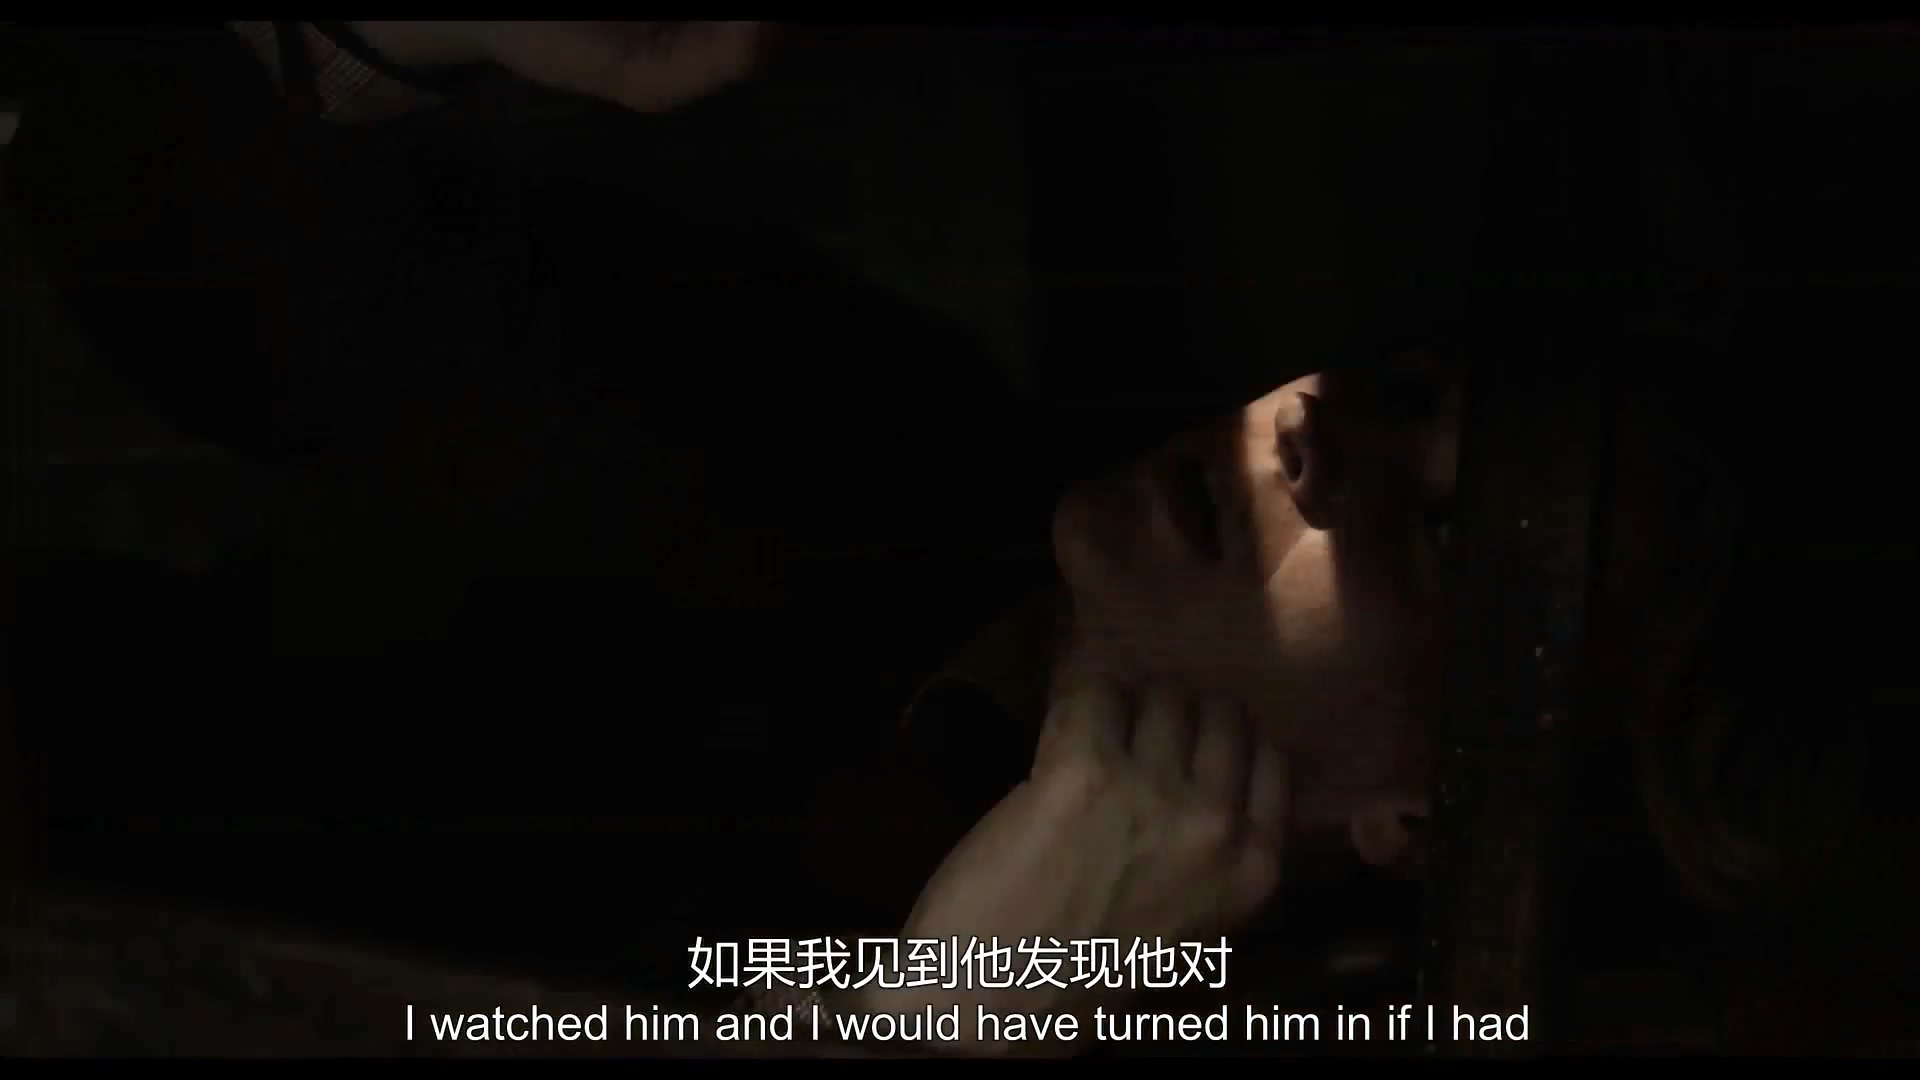 如果我见到他发现他对
I watched him and I would have turned him in if I had